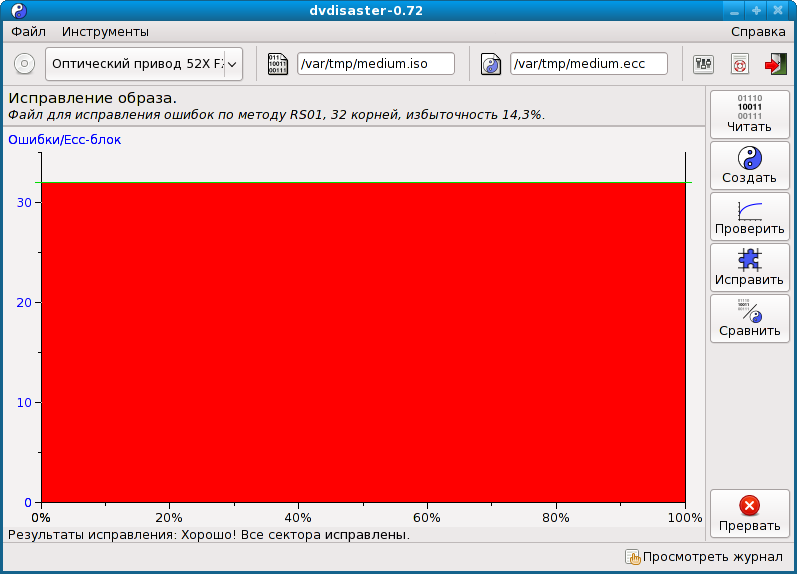 dvdisaster-0.72
Файл Инструменты Справка
Оптический привод 52X F /var/tmp/medium.iso /var/tmp/medium.ecc
Исправление образа.
Файл для исправления ошибок по методу RS01, 32 корней, избыточность 14,3%.
Ошибки/Ecc-блок
30
20
10
0
0% 20% 40% 60% 80% 100%
Результаты исправления: Хорошо! Все сектора исправлены.
01110
10011
00111
Читать
Создать
Проверить
Исправить
Сравнить
Прервать
Просмотреть журнал